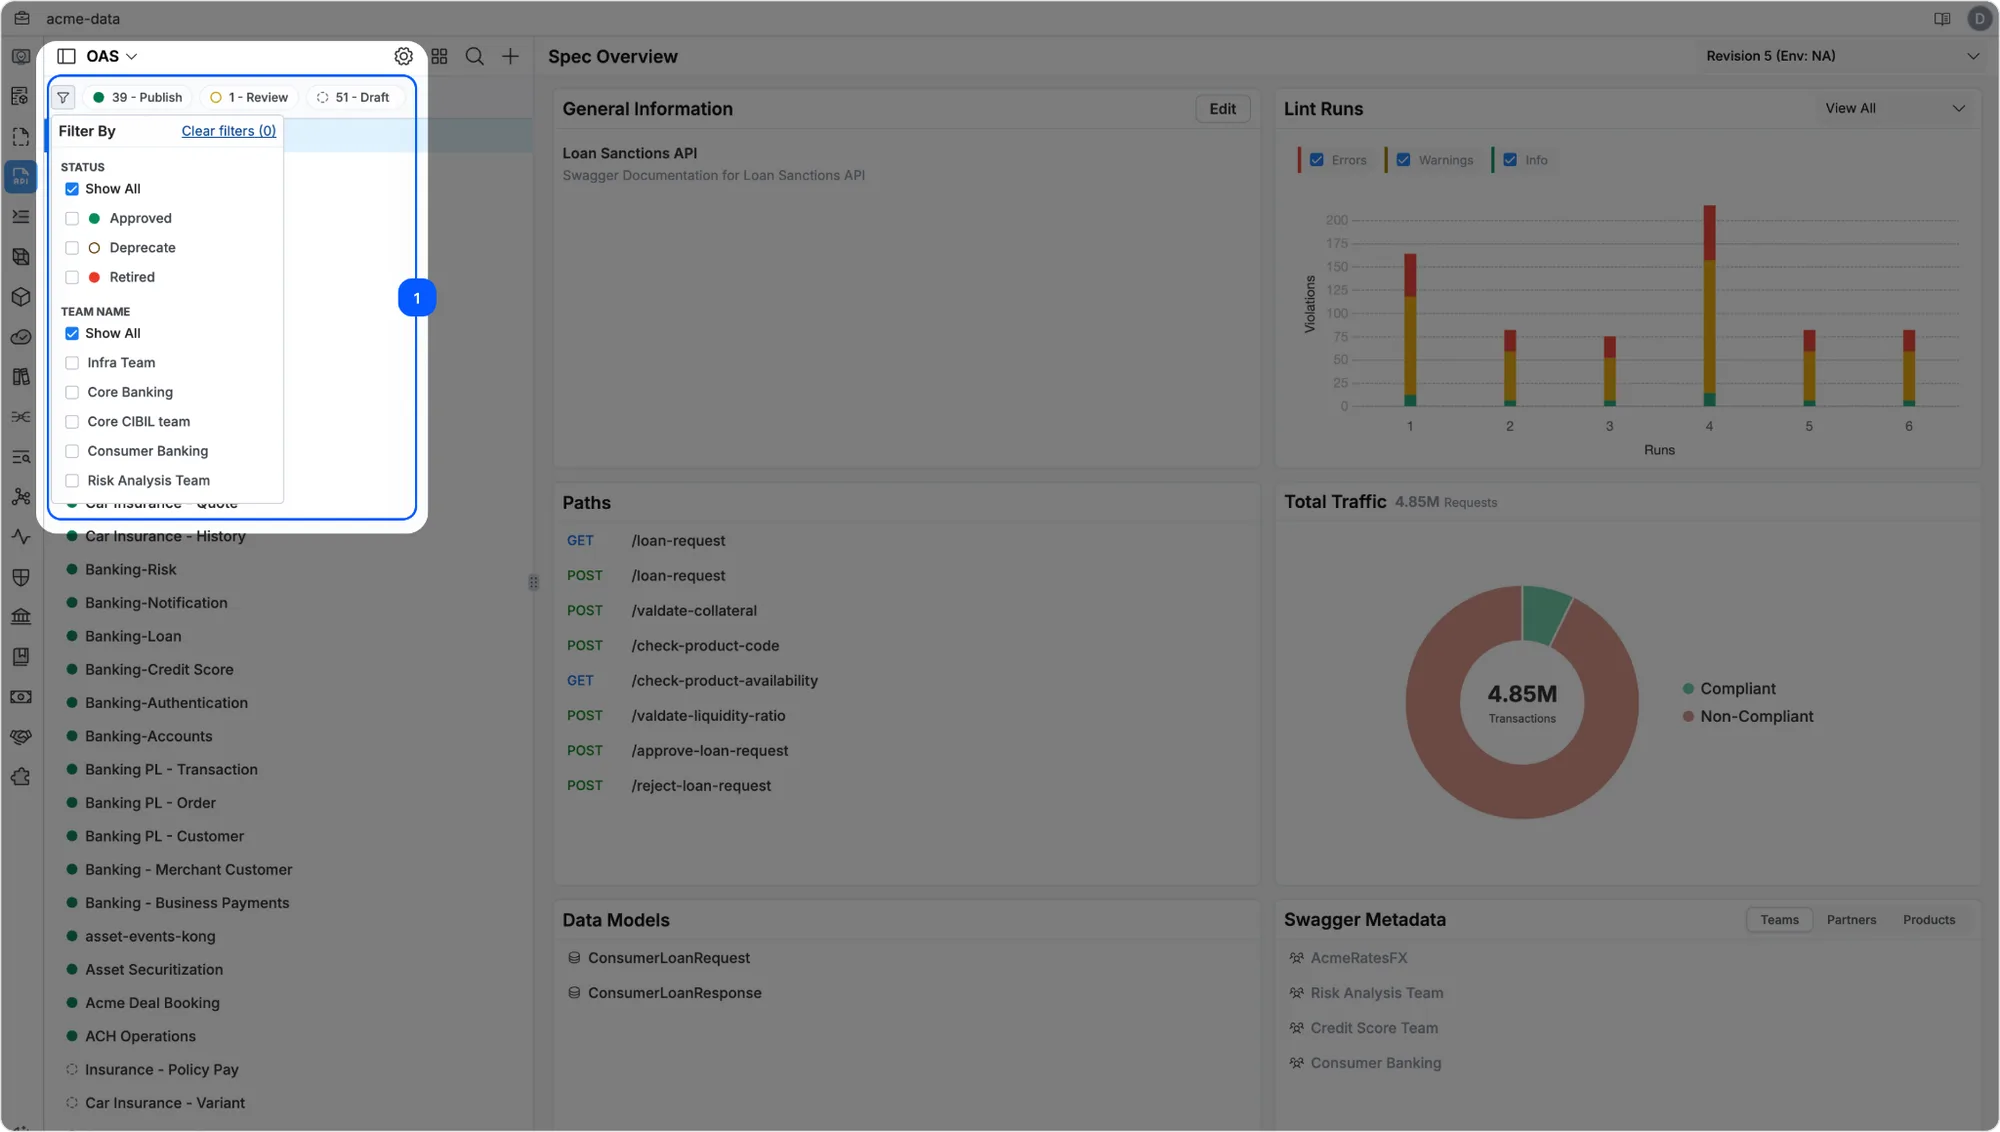 acme-data
D
OAS
39 - Publish
1 - Review
51 - Draft
Filter By
Clear filters (0)
STATUS
Show All
Approved
Deprecate
Retired
TEAM NAME
Show All
Infra Team
Core Banking
Core CIBIL team
Consumer Banking
Risk Analysis Team
1
Car Insurance - Quote
Car Insurance - History
Banking-Risk
Banking-Notification
Banking-Loan
Banking-Credit Score
Banking-Authentication
Banking-Accounts
Banking PL - Transaction
Banking PL - Order
Banking PL - Customer
Banking - Merchant Customer
Banking - Business Payments
asset-events-kong
Asset Securitization
Acme Deal Booking
ACH Operations
Insurance - Policy Pay
Car Insurance - Variant
Spec Overview
Revision 5 (Env: NA)
General Information
Edit
Loan Sanctions API
Swagger Documentation for Loan Sanctions API
Lint Runs
View All
Errors
Warnings
Info
200
175
150
125
100
75
50
25
0
Violations
1 2 3 4 5 6
Runs
Paths
GET /loan-request
POST /loan-request
POST /valdate-collateral
POST /check-product-code
GET /check-product-availability
POST /valdate-liquidity-ratio
POST /approve-loan-request
POST /reject-loan-request
Total Traffic 4.85M Requests
4.85M
Transactions
Compliant
Non-Compliant
Data Models
ConsumerLoanRequest
ConsumerLoanResponse
Swagger Metadata
Teams
Partners
Products
AcmeRatesFX
Risk Analysis Team
Credit Score Team
Consumer Banking
API